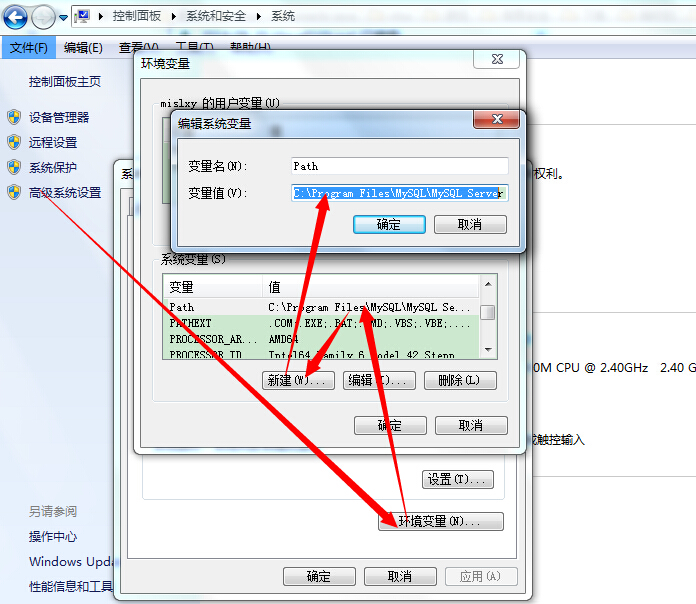 控制面板 系统和安全 系统
文件(F) 编辑(E) 查看(V) 工具(T) 帮助(H)
控制面板主页
设备管理器
远程设置
系统保护
高级系统设置
环境变量
mislxy 的用户变量(U)
编辑系统变量
变量名(N): Path
变量值(V): C:\Program Files\MySQL\MySQL Server
确定 取消
权利。
系统变量(S)
变量 值
Path C:\Program Files\MySQL\MySQL Se...
PATHEXT .COM;.EXE;.BAT;.CMD;.VBS;.VBE;....
PROCESSOR_AR... AMD64
PROCESSOR_ID Intel64 Family 6 Model 42 Stepp
新建(W)... 编辑(I)... 删除(L)
确定 取消
0M CPU @ 2.40GHz 2.40 G
触控输入
设置(T)...
环境变量(N)...
确定 取消 应用(A)
另请参阅
操作中心
Windows Upda
性能信息和工具